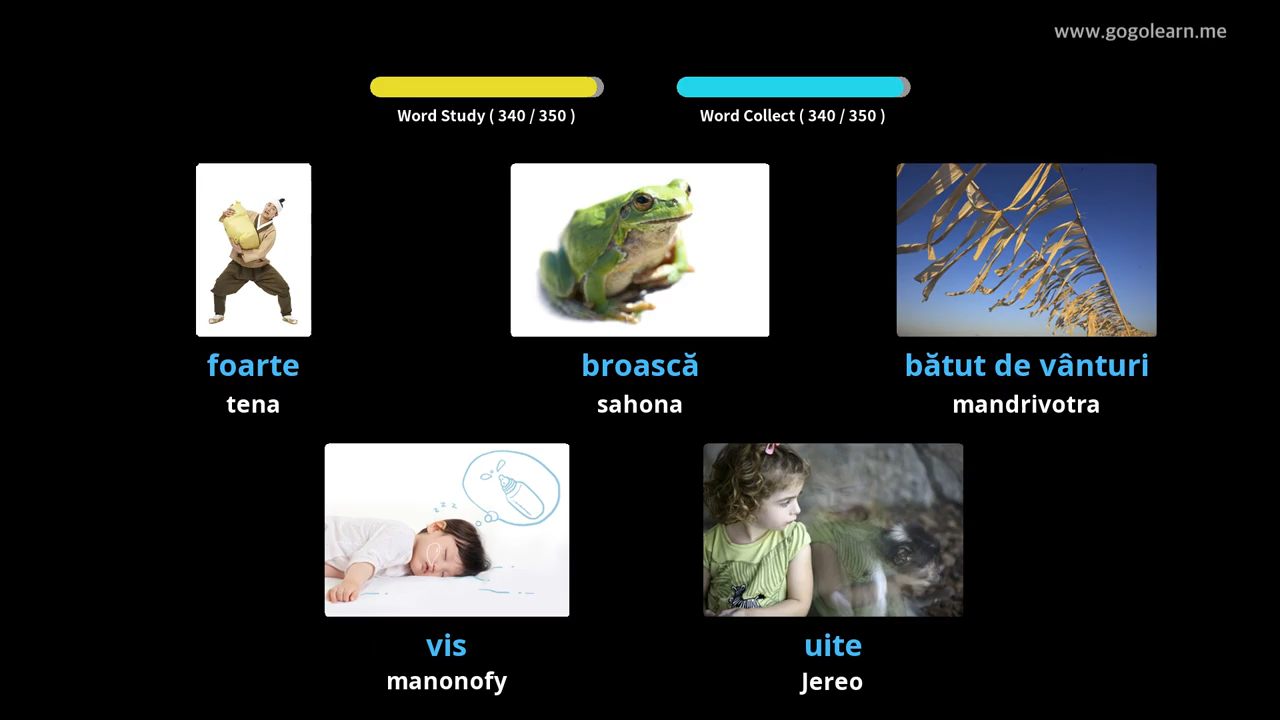 www.gogolearn.me
Word Study ( 340 / 350 )
Word Collect ( 340 / 350 )
foarte
tena
broască
sahona
bătut de vânturi
mandrivotra
vis
manonofy
uite
Jereo